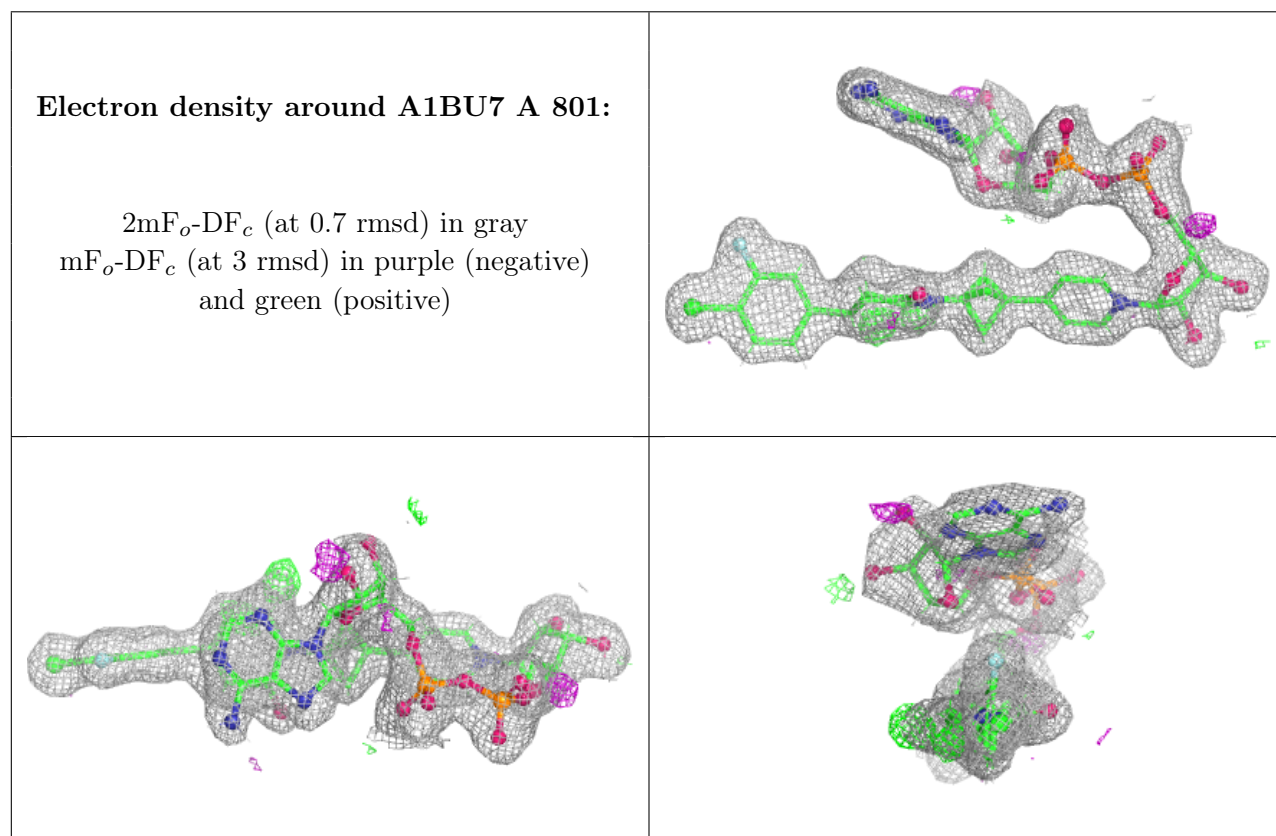 Electron density around A1BU7 A 801:
2mFo-DFc (at 0.7 rmsd) in gray
mFo-DFc (at 3 rmsd) in purple (negative)
and green (positive)